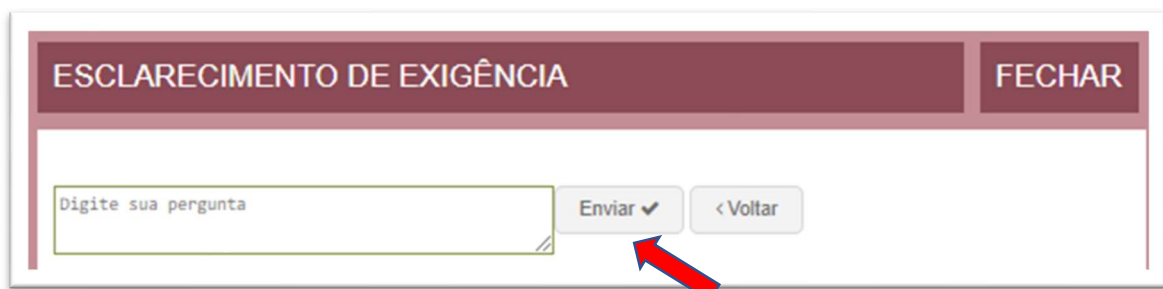 ESCLARECIMENTO DE EXIGÊNCIA
FECHAR
Digite sua pergunta
Enviar ✔
< Voltar